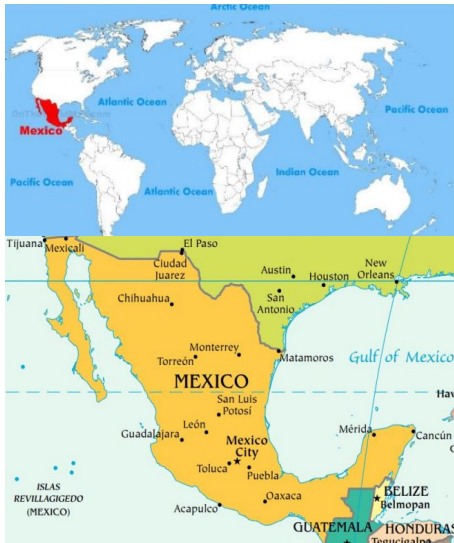 Arctic Ocean
Atlantic Ocean
Pacific Ocean
Mexico
Indian Ocean
Pacific Ocean
Atlantic Ocean
Tijuana
Mexicali
El Paso
Ciudad
Juarez
Austin
Houston
New
Orleans
San
Antonio
Chihuahua
Monterrey
Torreón
Matamoros
Gulf of Mexico
MEXICO
San Luis
Potosí
León
Guadalajara
Mexico
City
Toluca
Puebla
Mérida
Cancún
ISLAS
REVILLAGIGEDO
(MEXICO)
Acapulco
Oaxaca
BELIZE
Belmopan
GUATEMALA
HONDURAS
Tegucigalpa